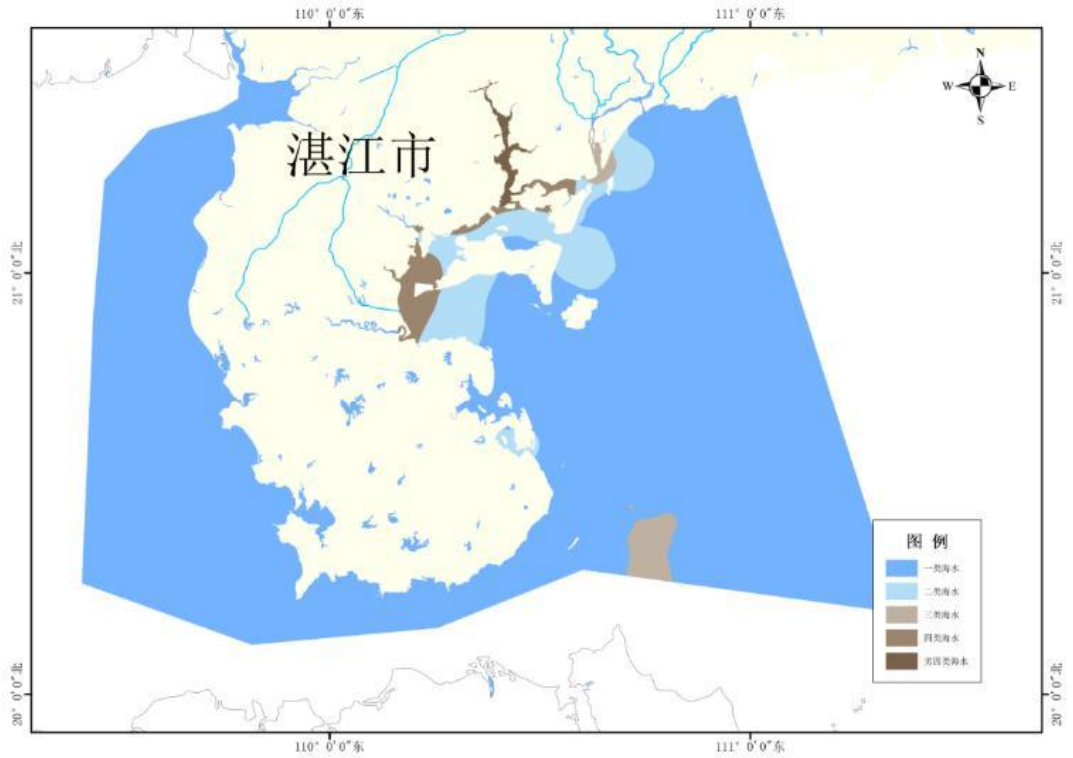 110° 0′0″东
111° 0′0″东
N
W
E
S
湛江市
21° 0′0″北
21° 0′0″北
图 例
一类海水
二类海水
三类海水
四类海水
劣四类海水
20° 0′0″北
20° 0′0″北
110° 0′0″东
111° 0′0″东